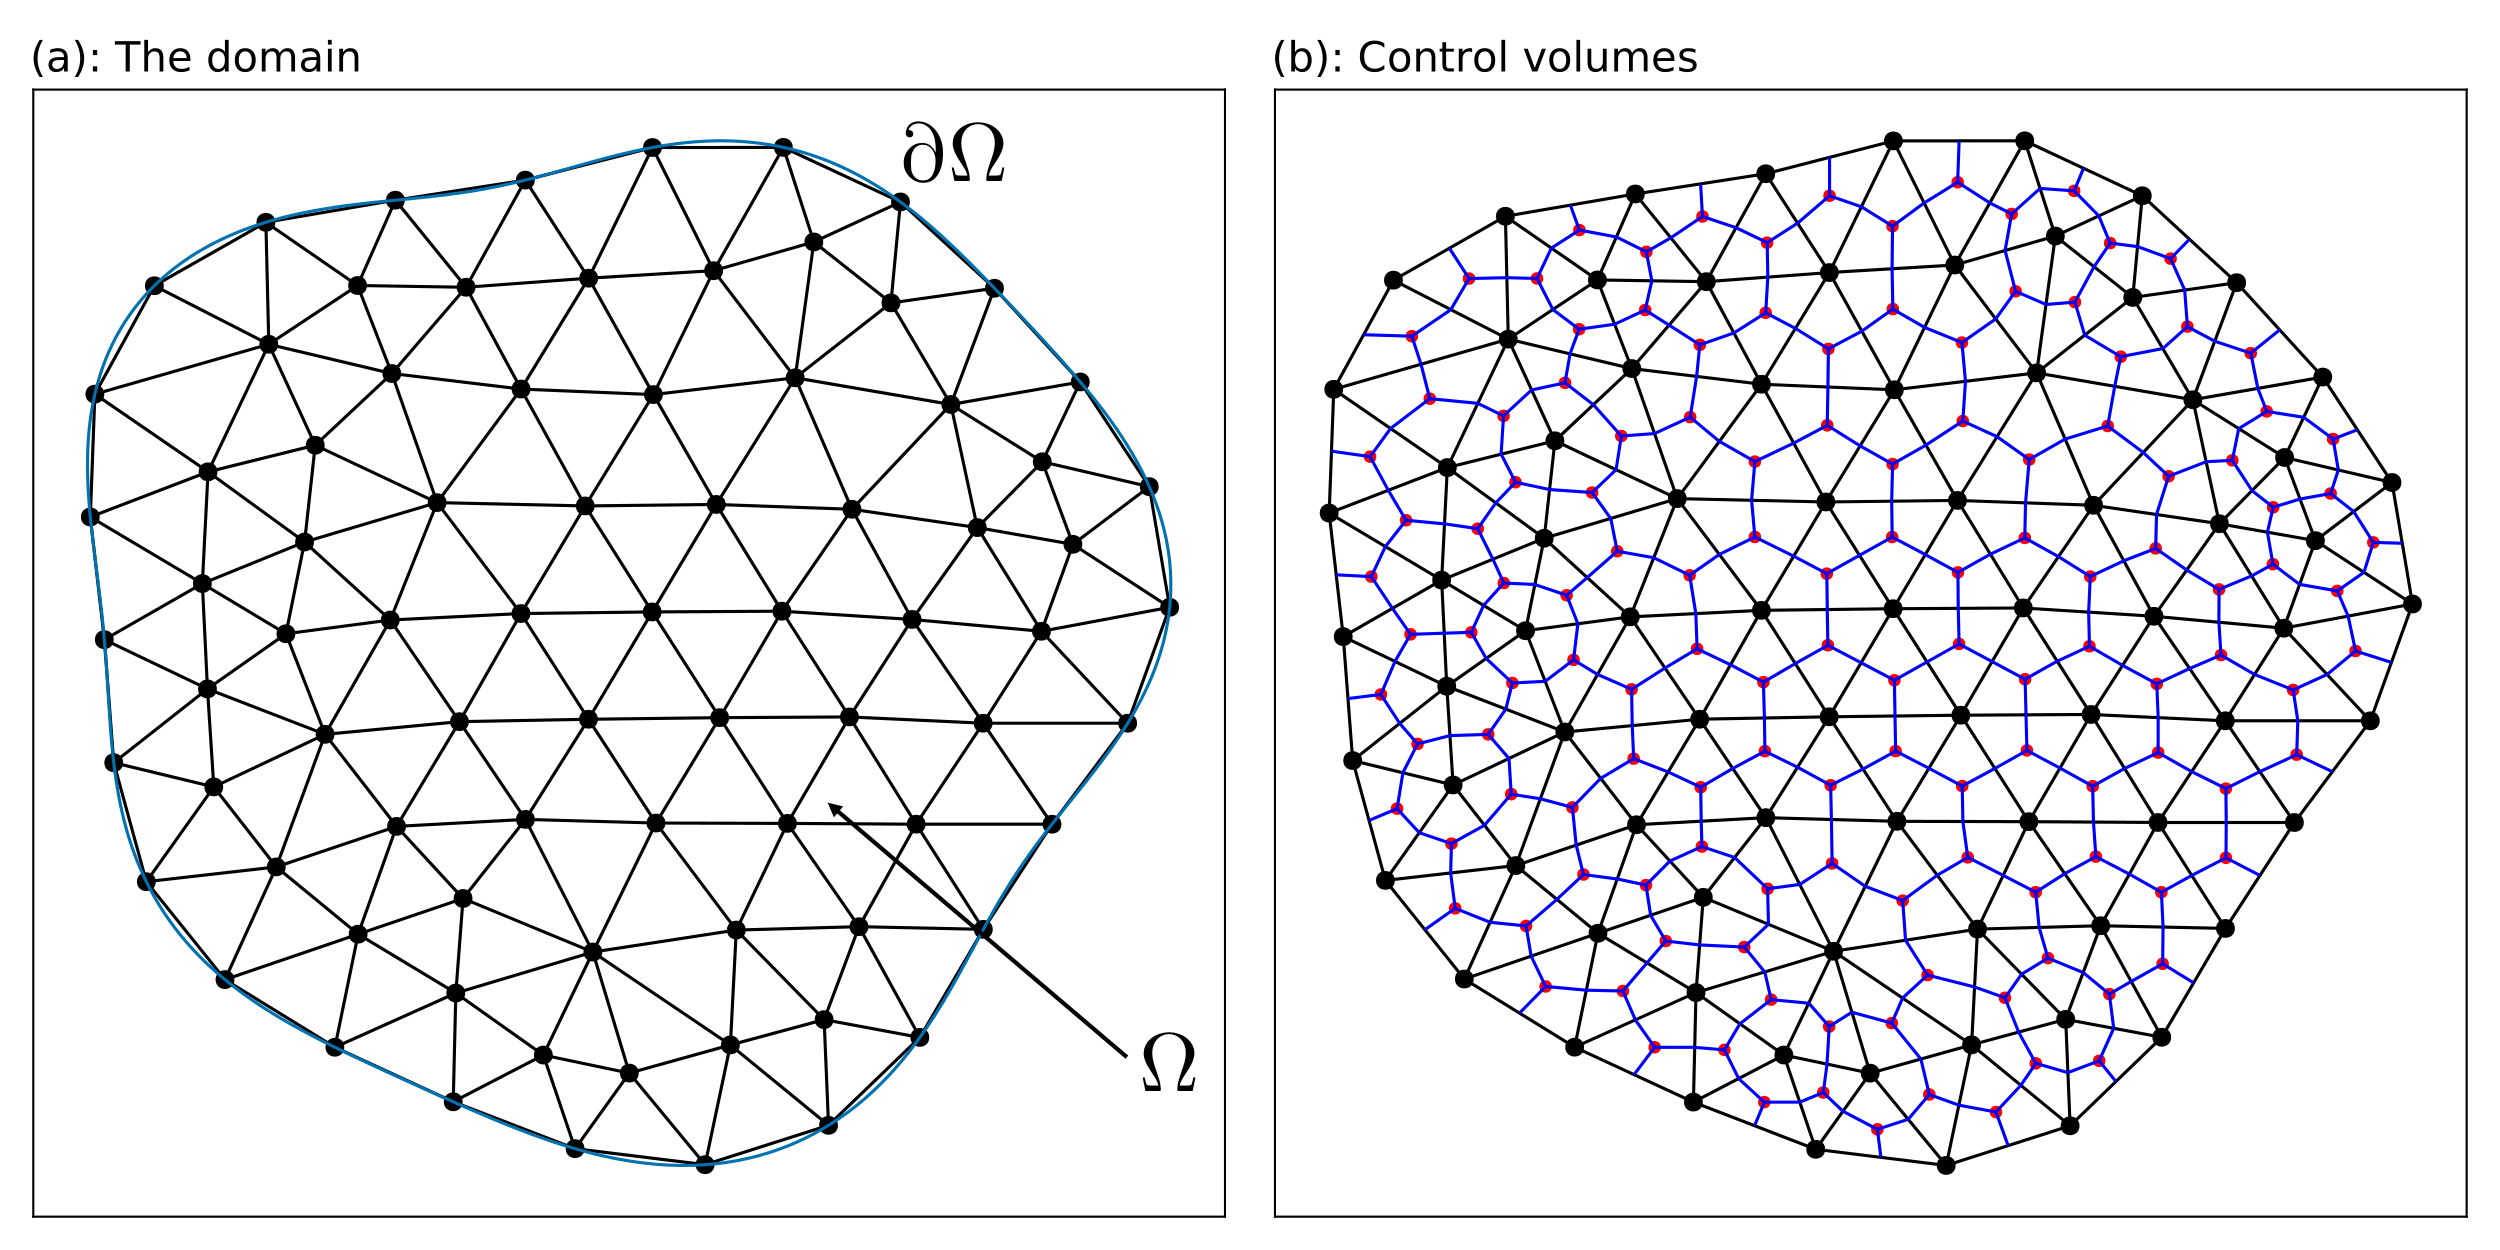 (a): The domain
(b): Control volumes
∂Ω
Ω